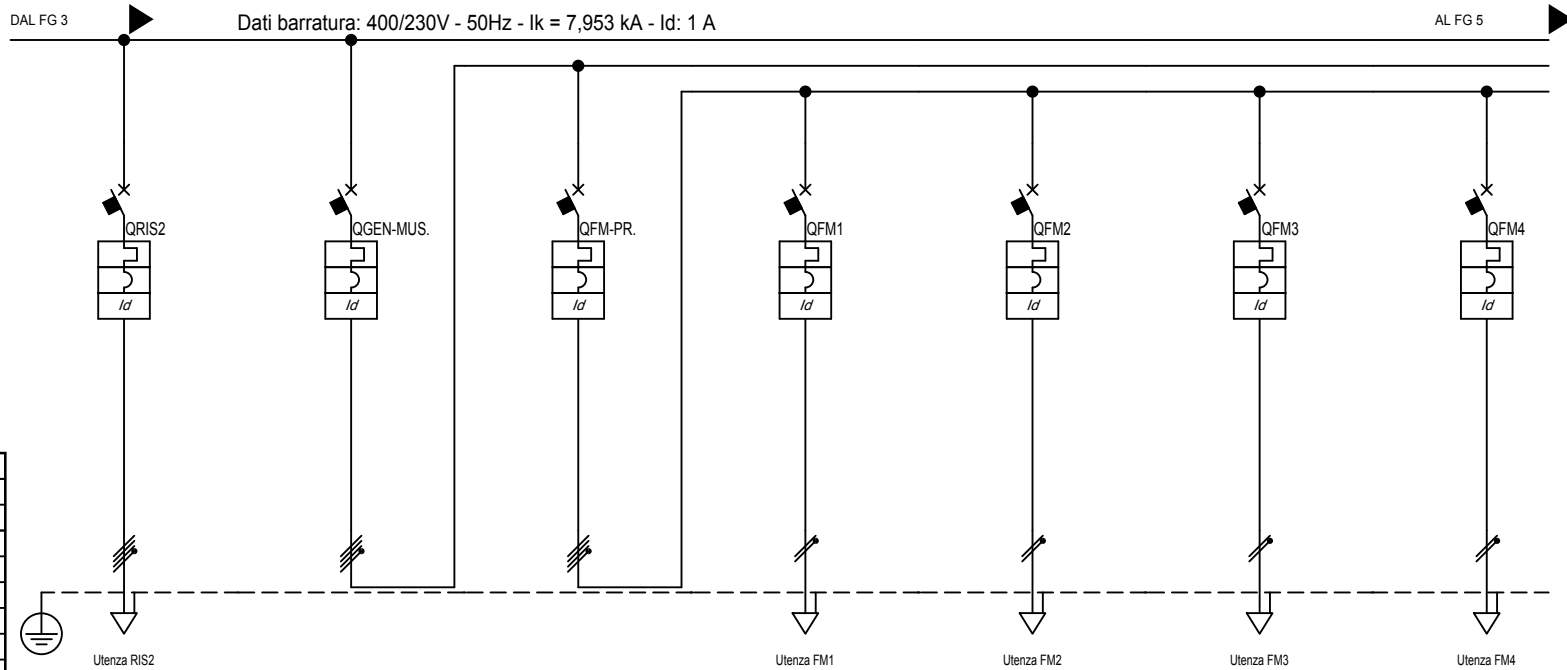 DAL FG 3
Dati barratura: 400/230V - 50Hz - Ik = 7,953 kA - Id: 1 A
AL FG 5
QRIS2
QGEN-MUS.
QFM-PR.
QFM1
QFM2
QFM3
QFM4
Id
Id
Id
Id
Id
Id
Id
Utenza RIS2
Utenza FM1
Utenza FM2
Utenza FM3
Utenza FM4